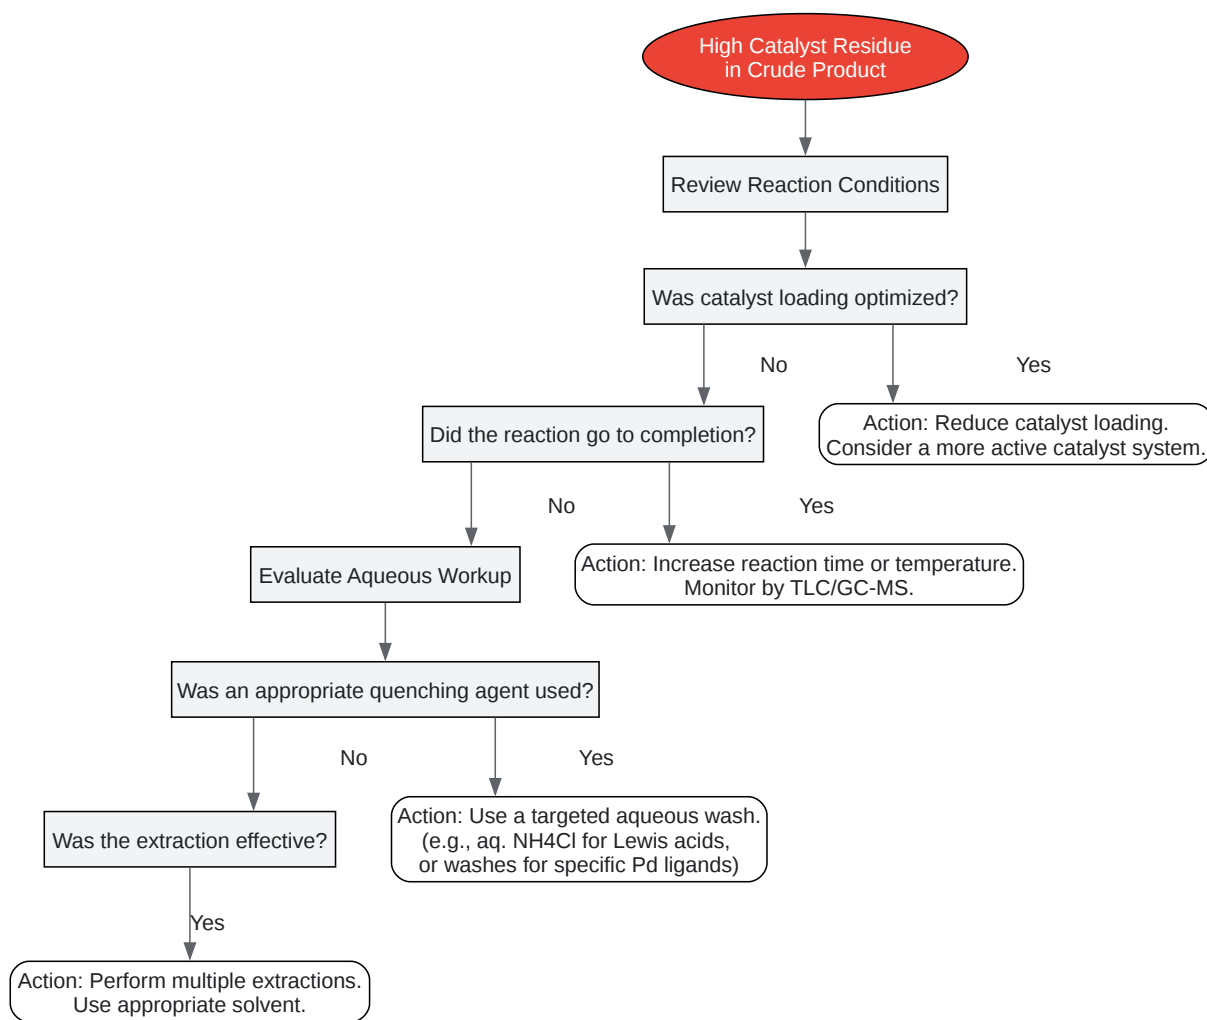 High Catalyst Residue
in Crude Product
Review Reaction Conditions
Was catalyst loading optimized?
No
Yes
Did the reaction go to completion?
Action: Reduce catalyst loading.
Consider a more active catalyst system.
No
Yes
Evaluate Aqueous Workup
Action: Increase reaction time or temperature.
Monitor by TLC/GC-MS.
Was an appropriate quenching agent used?
No
Yes
Was the extraction effective?
Action: Use a targeted aqueous wash.
(e.g., aq. NH4Cl for Lewis acids,
or washes for specific Pd ligands)
Yes
Action: Perform multiple extractions.
Use appropriate solvent.